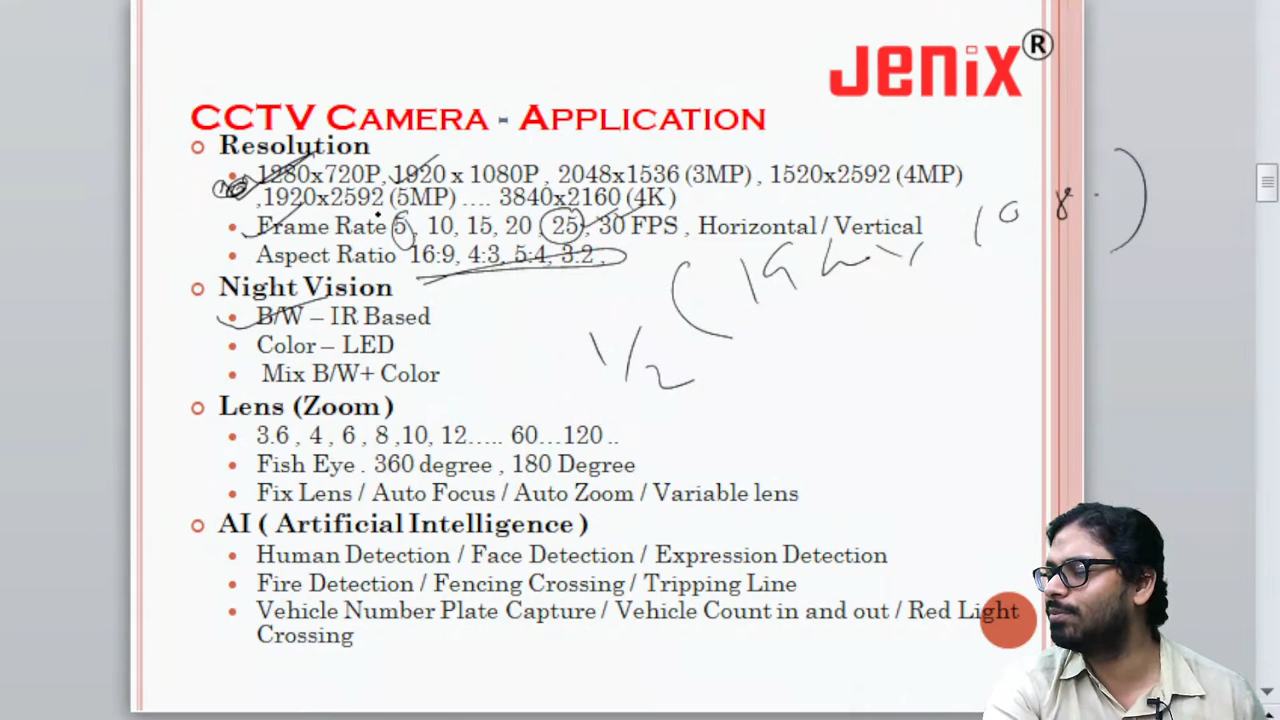 JENIX®
CCTV CAMERA - APPLICATION
Resolution
1280x720P, 1920 x 1080P , 2048x1536 (3MP) , 1520x2592 (4MP)
,1920x2592 (5MP) .... 3840x2160 (4K)
Frame Rate 5 , 10, 15, 20 , 25 , 30 FPS , Horizontal / Vertical
Aspect Ratio 16:9, 4:3, 5:4, 3:2 ,
Night Vision
B/W – IR Based
Color – LED
Mix B/W+ Color
1/2
Lens (Zoom )
3.6 , 4 , 6 , 8 ,10, 12….. 60…120 ..
Fish Eye . 360 degree , 180 Degree
Fix Lens / Auto Focus / Auto Zoom / Variable lens
AI ( Artificial Intelligence )
Human Detection / Face Detection / Expression Detection
Fire Detection / Fencing Crossing / Tripping Line
Vehicle Number Plate Capture / Vehicle Count in and out / Red Light
Crossing